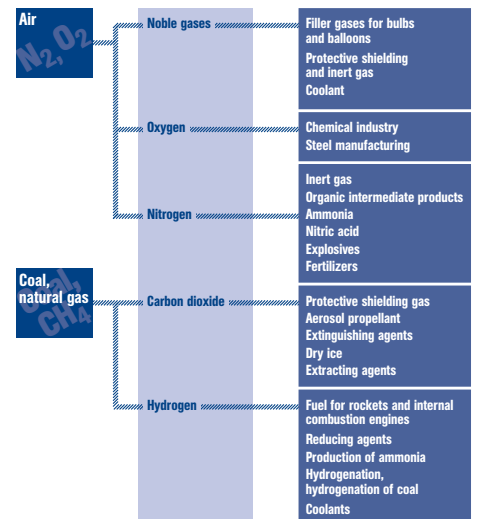 Air
N2, O2
Noble gases
Filler gases for bulbs
and balloons
Protective shielding
and inert gas
Coolant
Oxygen
Chemical industry
Steel manufacturing
Nitrogen
Inert gas
Organic intermediate products
Ammonia
Nitric acid
Explosives
Fertilizers
Coal,
natural gas
Coal,
CH4
Carbon dioxide
Protective shielding gas
Aerosol propellant
Extinguishing agents
Dry ice
Extracting agents
Hydrogen
Fuel for rockets and internal
combustion engines
Reducing agents
Production of ammonia
Hydrogenation,
hydrogenation of coal
Coolants